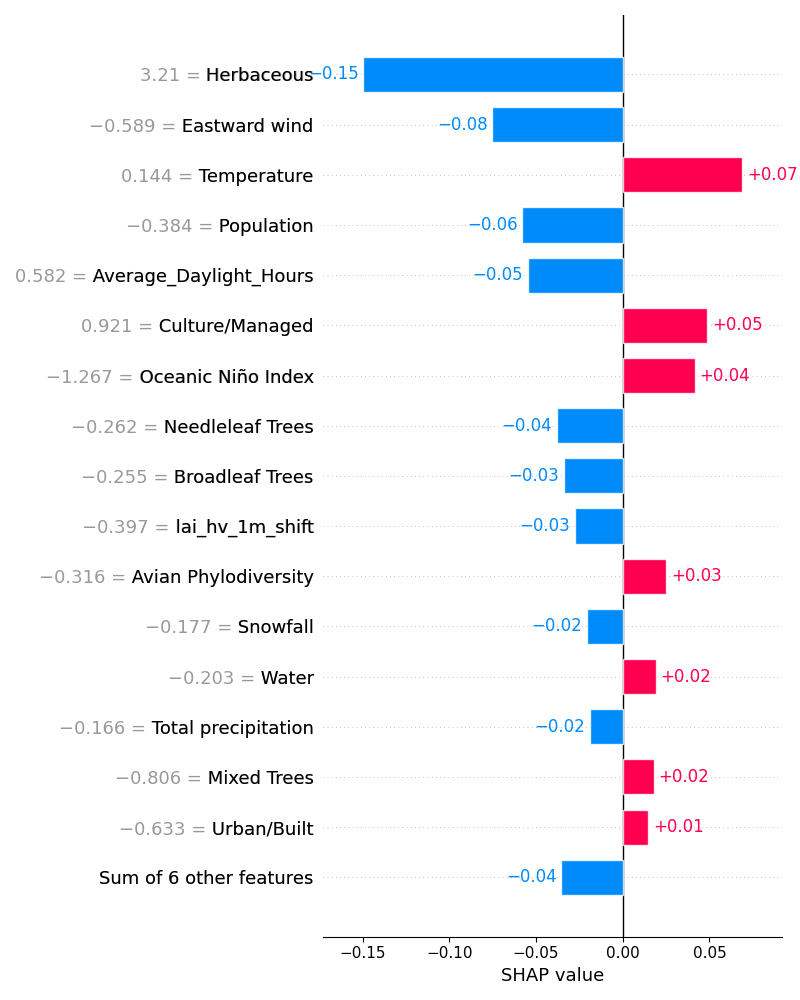 3.21 = Herbaceous −0.15
−0.589 = Eastward wind −0.08
0.144 = Temperature +0.07
−0.384 = Population −0.06
0.582 = Average_Daylight_Hours −0.05
0.921 = Culture/Managed +0.05
−1.267 = Oceanic Niño Index +0.04
−0.262 = Needleleaf Trees −0.04
−0.255 = Broadleaf Trees −0.03
−0.397 = lai_hv_1m_shift −0.03
−0.316 = Avian Phylodiversity +0.03
−0.177 = Snowfall −0.02
−0.203 = Water +0.02
−0.166 = Total precipitation −0.02
−0.806 = Mixed Trees +0.02
−0.633 = Urban/Built +0.01
Sum of 6 other features −0.04
−0.15 −0.10 −0.05 0.00 0.05
SHAP value